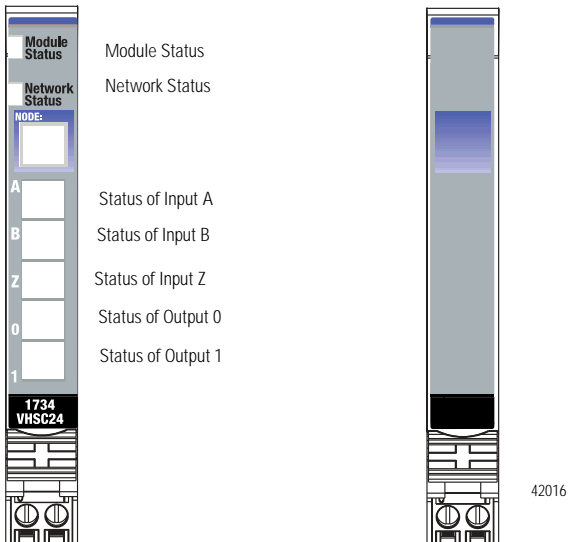 Module
Status
Module Status
Network
Status
Network Status
NODE:
A
Status of Input A
B
Status of Input B
Z
Status of Input Z
0
Status of Output 0
1
Status of Output 1
1734
VHSC24
42016